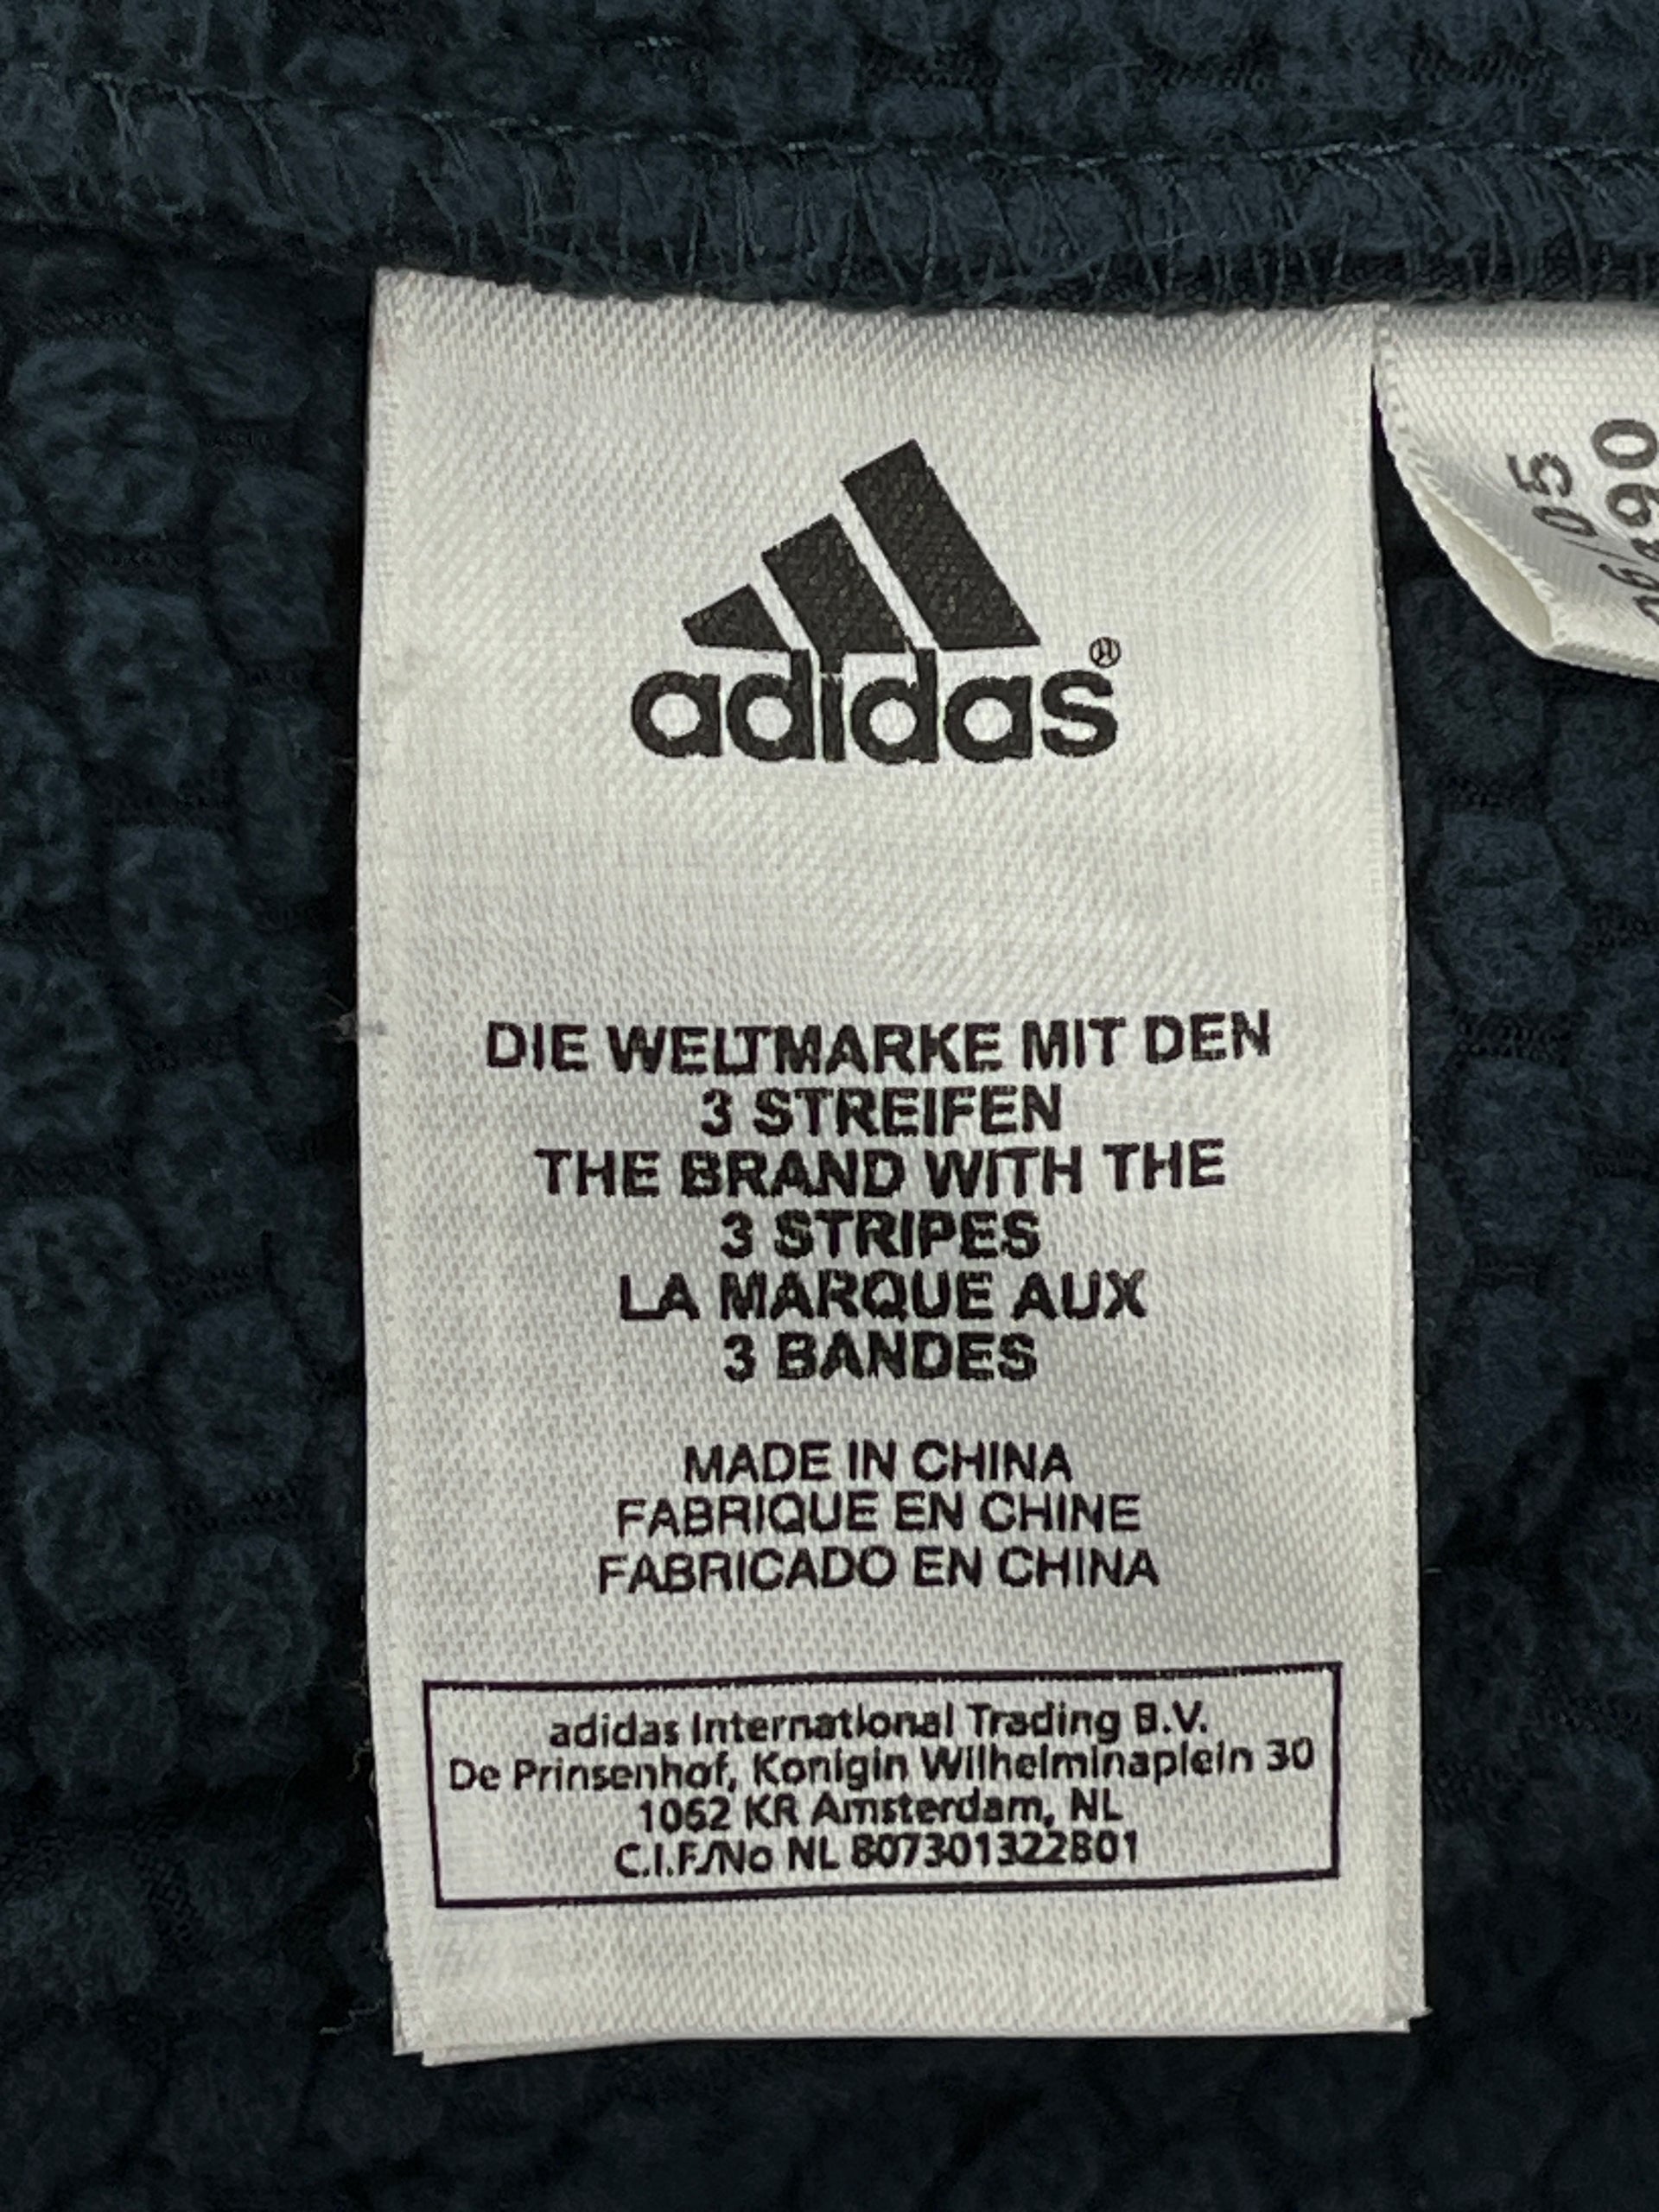 adidas®
DIE WELTMARKE MIT DEN
3 STREIFEN
THE BRAND WITH THE
3 STRIPES
LA MARQUE AUX
3 BANDES
MADE IN CHINA
FABRIQUE EN CHINE
FABRICADO EN CHINA
adidas International Trading B.V.
De Prinsenhof, Konigin Wilhelminaplein 30
1062 KR Amsterdam, NL
C.I.F./No NL 807301322B01
06/05